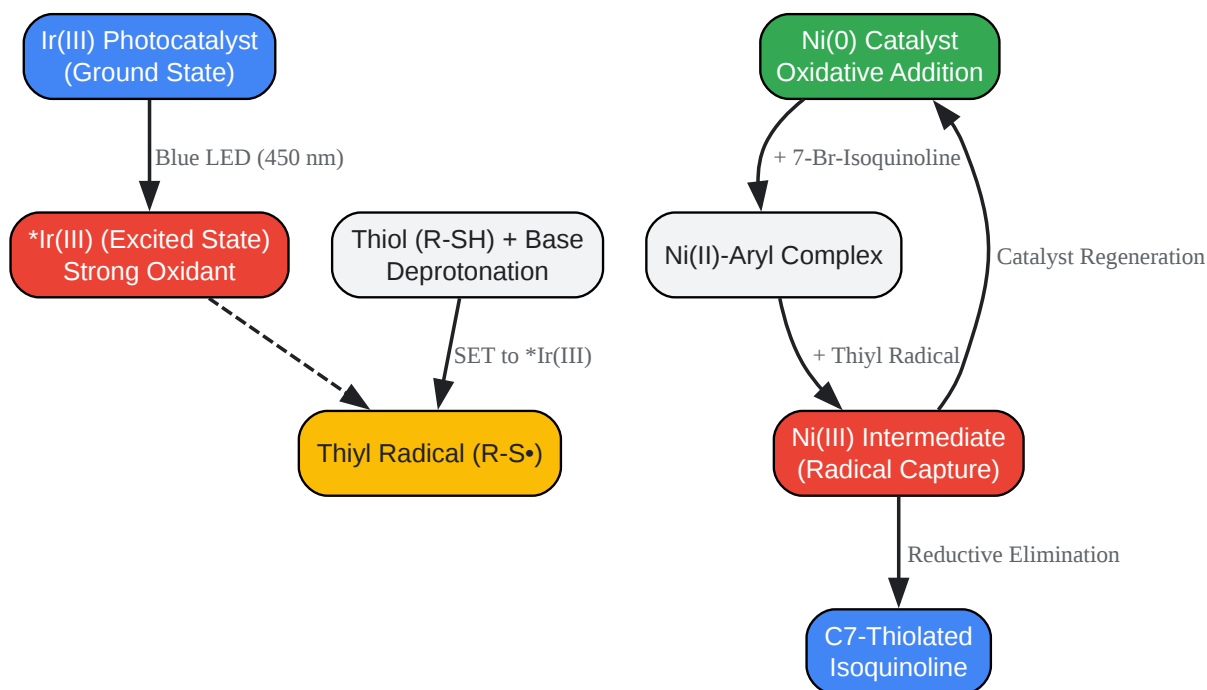 Ir(III) Photocatalyst
(Ground State)
Blue LED (450 nm)
*Ir(III) (Excited State)
Strong Oxidant
Thiol (R-SH) + Base
Deprotonation
SET to *Ir(III)
Thiyl Radical (R-S•)
Ni(0) Catalyst
Oxidative Addition
+ 7-Br-Isoquinoline
Ni(II)-Aryl Complex
Catalyst Regeneration
+ Thiyl Radical
Ni(III) Intermediate
(Radical Capture)
Reductive Elimination
C7-Thiolated
Isoquinoline